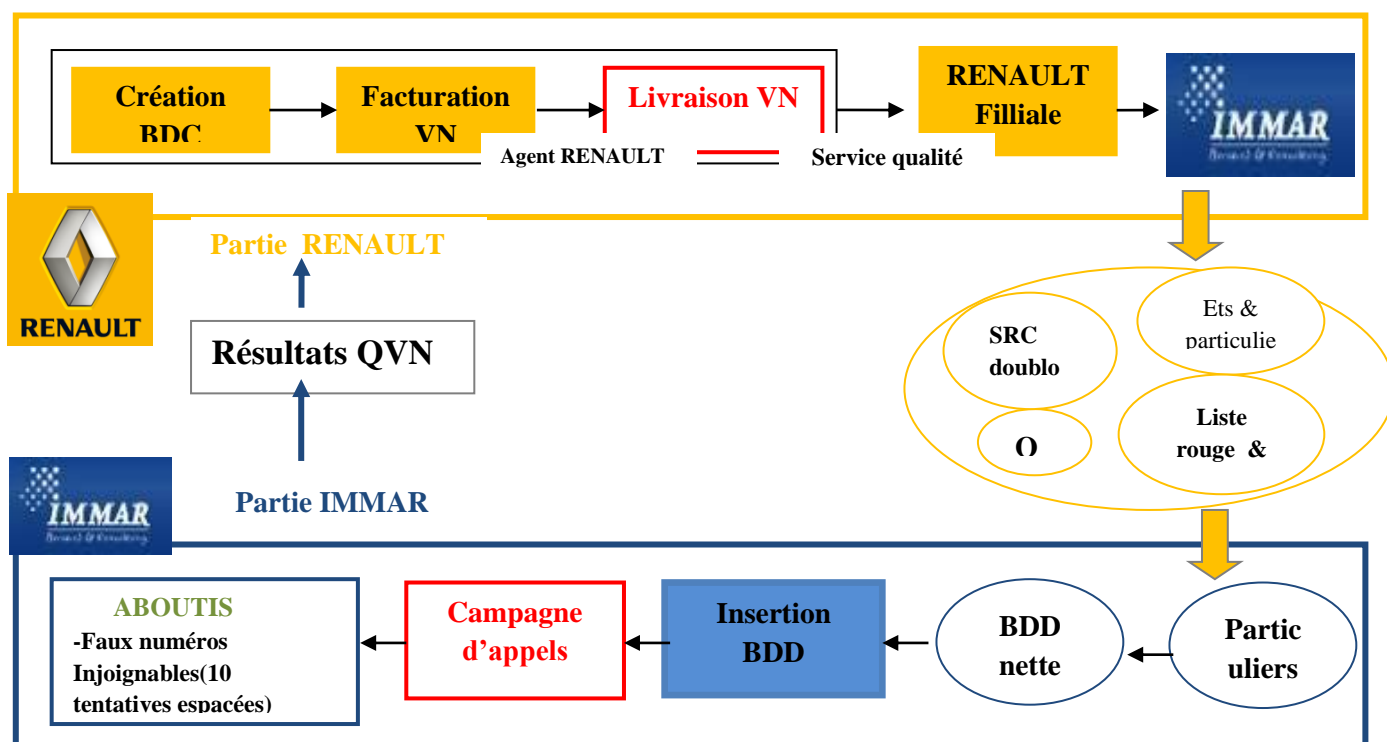 Création
BDC
Facturation
VN
Livraison VN
RENAULT
Filliale
IMMAR
Agent RENAULT
Service qualité
RENAULT
Partie RENAULT
Résultats QVN
Partie IMMAR
SRC
doublo
Ets &
particulie
Liste
rouge &
IMMAR
ABOUTIS
-Faux numéros
Injoignables(10
tentatives espacées)
Campagne
d’appels
Insertion
BDD
BDD
nette
Partic
uliers